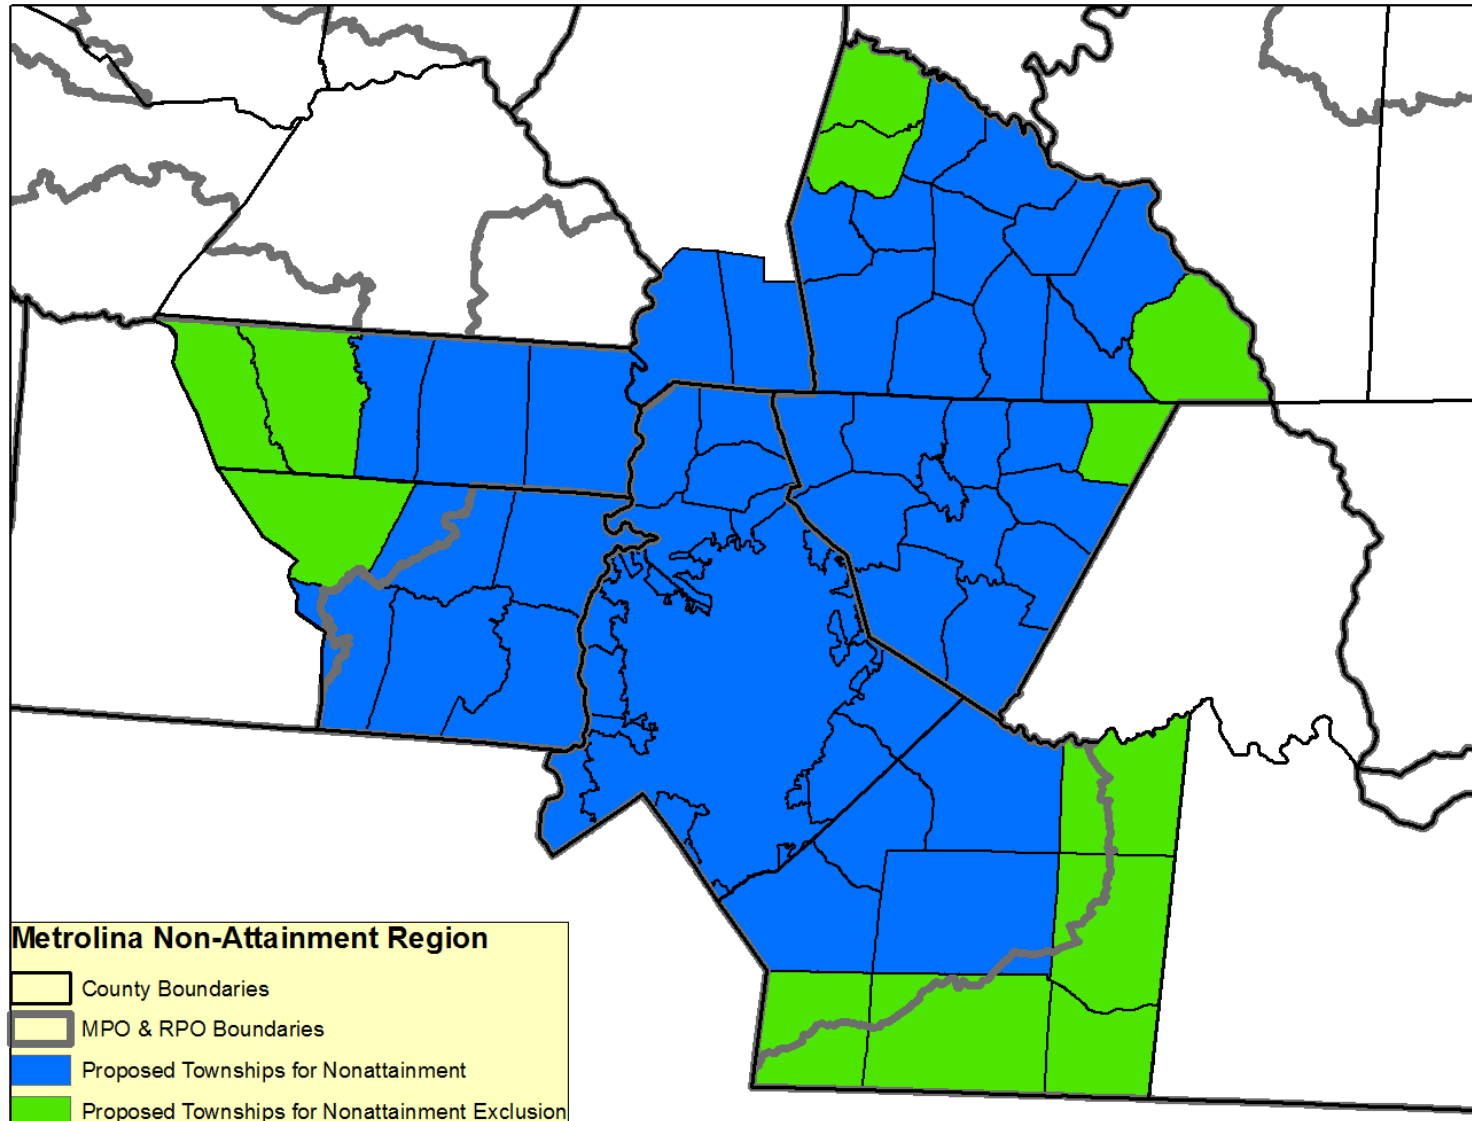 Metrolina Non-Attainment Region
County Boundaries
MPO & RPO Boundaries
Proposed Townships for Nonattainment
Proposed Townships for Nonattainment Exclusion